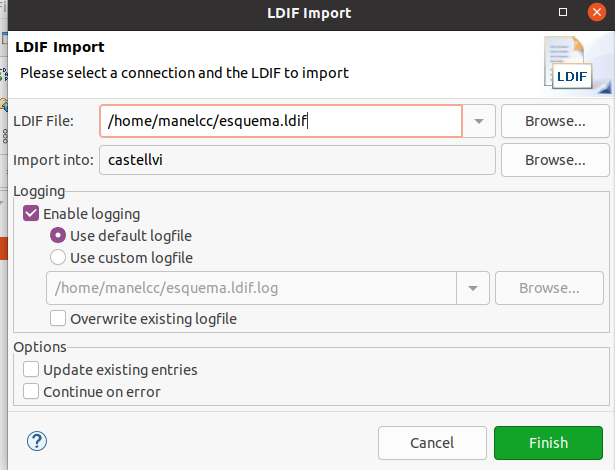 LDIF Import
LDIF Import
Please select a connection and the LDIF to import
LDIF
LDIF File: /home/manelcc/esquema.ldif Browse...
Import into: castellvi Browse...
Logging
Enable logging
Use default logfile
Use custom logfile
/home/manelcc/esquema.ldif.log Browse...
Overwrite existing logfile
Options
Update existing entries
Continue on error
? Cancel Finish